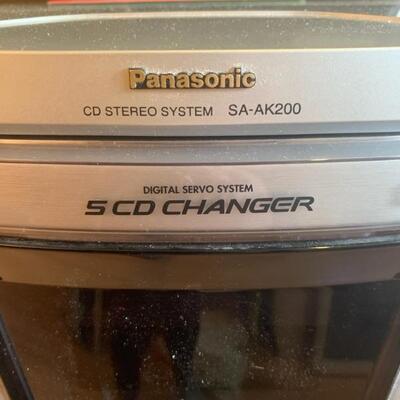 Panasonic
CD STEREO SYSTEM SA-AK200
DIGITAL SERVO SYSTEM
5 CD CHANGER